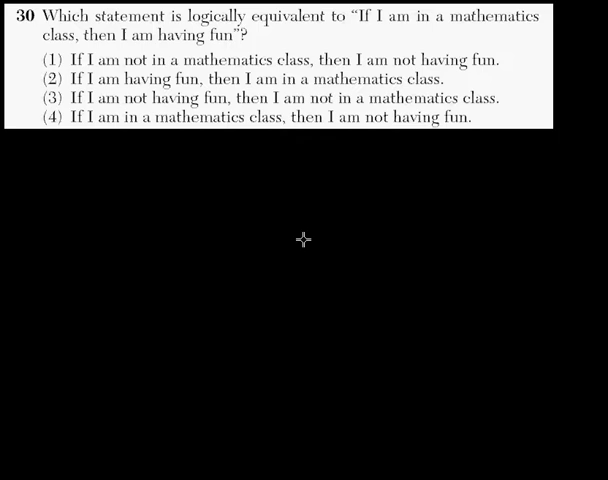 30 Which statement is logically equivalent to “If I am in a mathematics
class, then I am having fun”?
(1) If I am not in a mathematics class, then I am not having fun.
(2) If I am having fun, then I am in a mathematics class.
(3) If I am not having fun, then I am not in a mathematics class.
(4) If I am in a mathematics class, then I am not having fun.